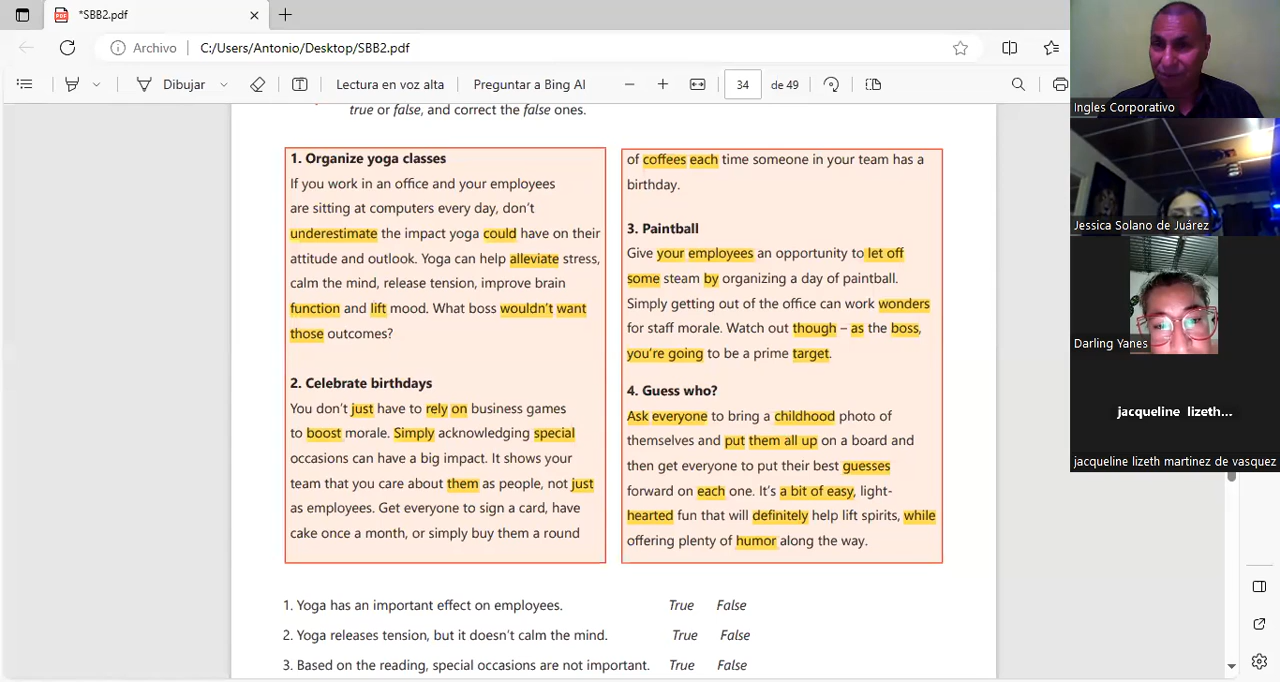 *SBB2.pdf
Archivo
C:/Users/Antonio/Desktop/SBB2.pdf
Dibujar
Lectura en voz alta
Preguntar a Bing AI
34
de 49
true or false, and correct the false ones.
1. Organize yoga classes
If you work in an office and your employees
are sitting at computers every day, don't
underestimate the impact yoga could have on their
attitude and outlook. Yoga can help alleviate stress,
calm the mind, release tension, improve brain
function and lift mood. What boss wouldn't want
those outcomes?
2. Celebrate birthdays
You don't just have to rely on business games
to boost morale. Simply acknowledging special
occasions can have a big impact. It shows your
team that you care about them as people, not just
as employees. Get everyone to sign a card, have
cake once a month, or simply buy them a round
of coffees each time someone in your team has a
birthday.
3. Paintball
Give your employees an opportunity to let off
some steam by organizing a day of paintball.
Simply getting out of the office can work wonders
for staff morale. Watch out though – as the boss,
you're going to be a prime target.
4. Guess who?
Ask everyone to bring a childhood photo of
themselves and put them all up on a board and
then get everyone to put their best guesses
forward on each one. It's a bit of easy, light-
hearted fun that will definitely help lift spirits, while
offering plenty of humor along the way.
1. Yoga has an important effect on employees. True False
2. Yoga releases tension, but it doesn't calm the mind. True False
3. Based on the reading, special occasions are not important. True False
Ingles Corporativo
Jessica Solano de Juárez
Darling Yanes
jacqueline lizeth...
jacqueline lizeth martinez de vasquez